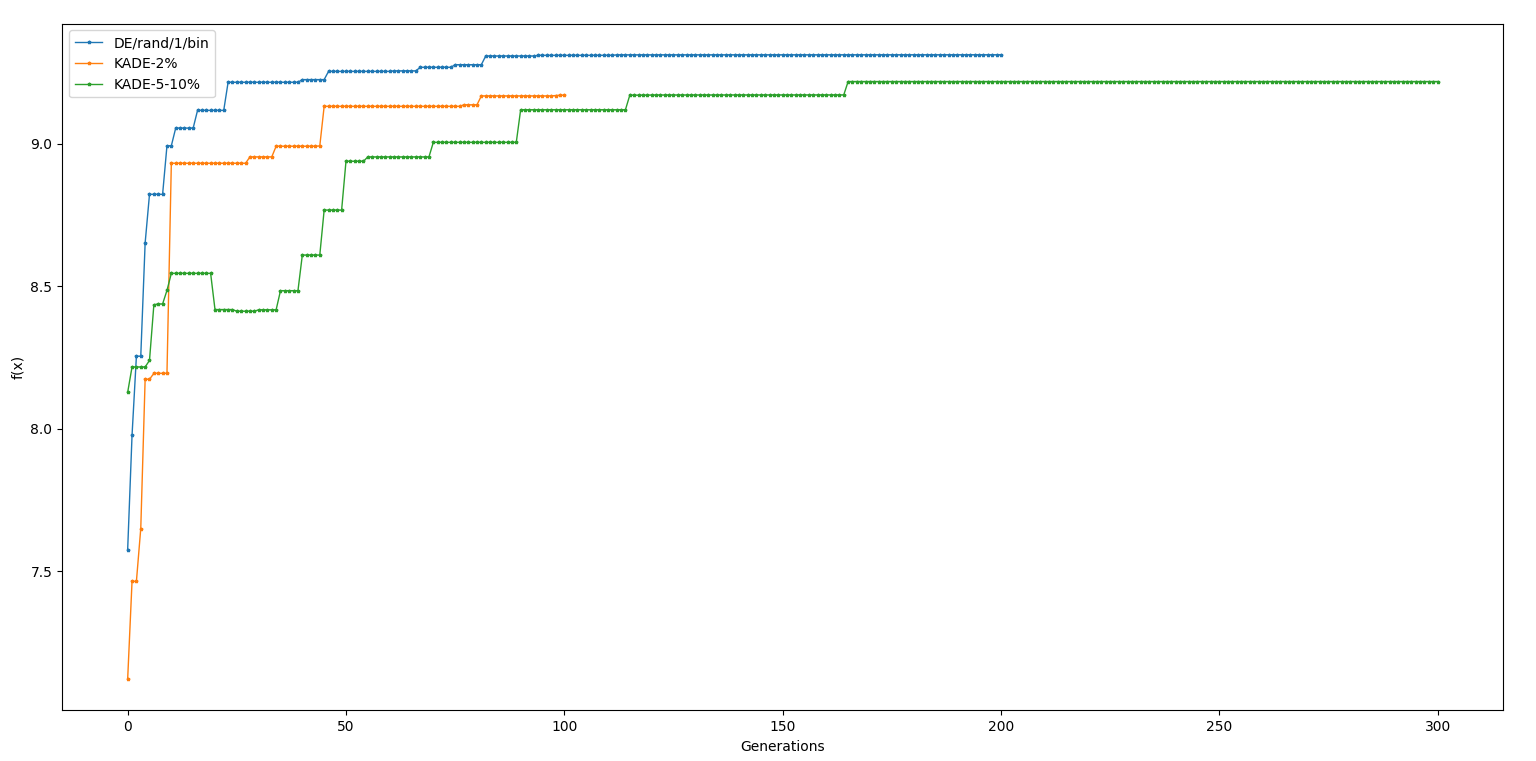 DE/rand/1/bin
KADE-2%
KADE-5-10%
9.0
8.5
8.0
7.5
f(x)
0 50 100 150 200 250 300
Generations